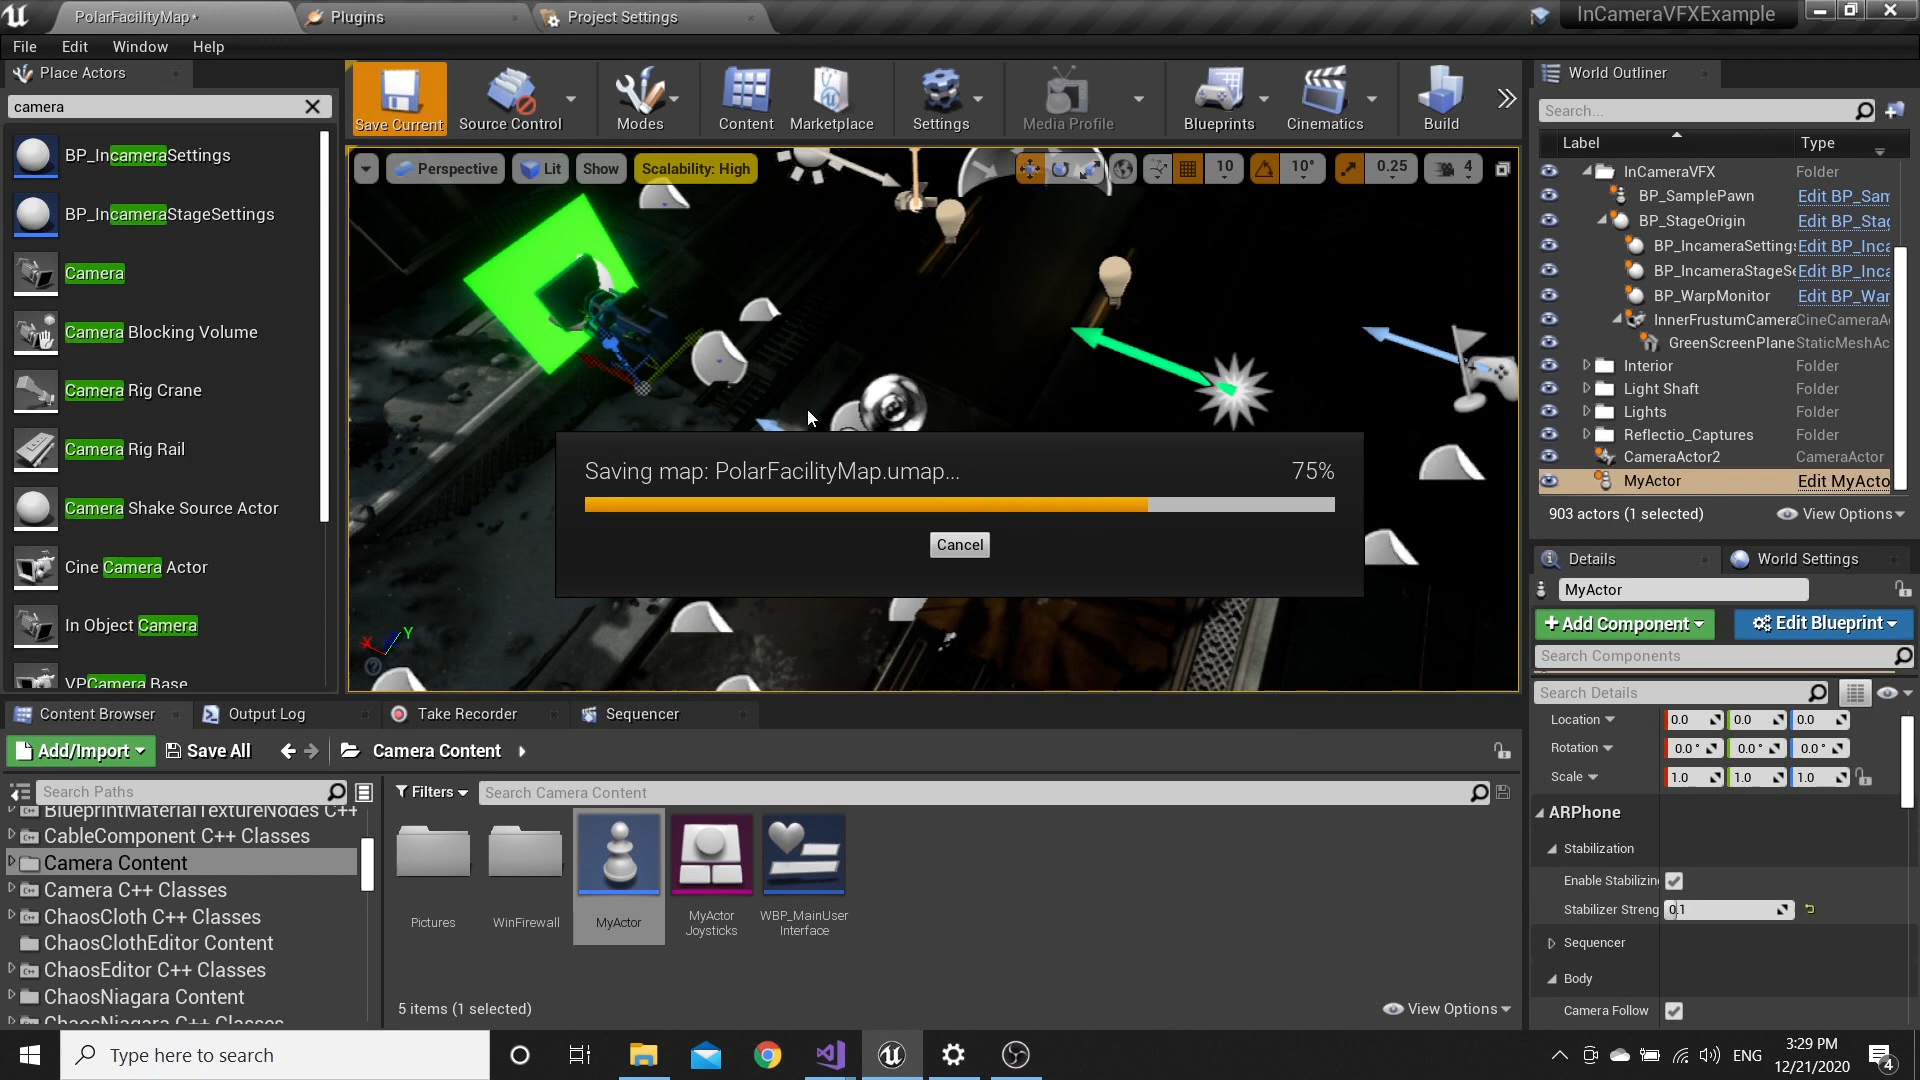 PolarFacilityMap*
Plugins
Project Settings
InCameraVFXExample
File Edit Window Help
Place Actors
camera
BP_IncameraSettings
BP_IncameraStageSettings
Camera
Camera Blocking Volume
Camera Rig Crane
Camera Rig Rail
Camera Shake Source Actor
Cine Camera Actor
In Object Camera
VPCamera Base
Save Current
Source Control
Modes
Content
Marketplace
Settings
Media Profile
Blueprints
Cinematics
Build
Perspective
Lit
Show
Scalability: High
10
10°
0.25
4
Saving map: PolarFacilityMap.umap...
75%
Cancel
X
Y
World Outliner
Search...
Label
Type
InCameraVFX Folder
BP_SamplePawn Edit BP_Sam
BP_StageOrigin Edit BP_Stag
BP_IncameraSettings Edit BP_Inca
BP_IncameraStageSe Edit BP_Inca
BP_WarpMonitor Edit BP_War
InnerFrustumCamera CineCameraAc
GreenScreenPlane StaticMeshAc
Interior Folder
Light Shaft Folder
Lights Folder
Reflectio_Captures Folder
CameraActor2 CameraActor
MyActor Edit MyActo
903 actors (1 selected)
View Options
Details
World Settings
MyActor
+Add Component
Edit Blueprint
Search Components
Search Details
Location 0.0 0.0 0.0
Rotation 0.0 ° 0.0 ° 0.0 °
Scale 1.0 1.0 1.0
ARPhone
Stabilization
Enable Stabilizing
Stabilizer Streng 0.1
Sequencer
Body
Camera Follow
Content Browser
Output Log
Take Recorder
Sequencer
Add/Import
Save All
Camera Content
Search Paths
Filters
Search Camera Content
BlueprintMaterialTextureNodes C++
CableComponent C++ Classes
Camera Content
Camera C++ Classes
ChaosCloth C++ Classes
ChaosClothEditor Content
ChaosEditor C++ Classes
ChaosNiagara Content
ChaosNiagara C++ Classes
Pictures
WinFirewall
MyActor
MyActor
Joysticks
WBP_MainUser
Interface
5 items (1 selected)
View Options
Type here to search
ENG
3:29 PM
12/21/2020
4